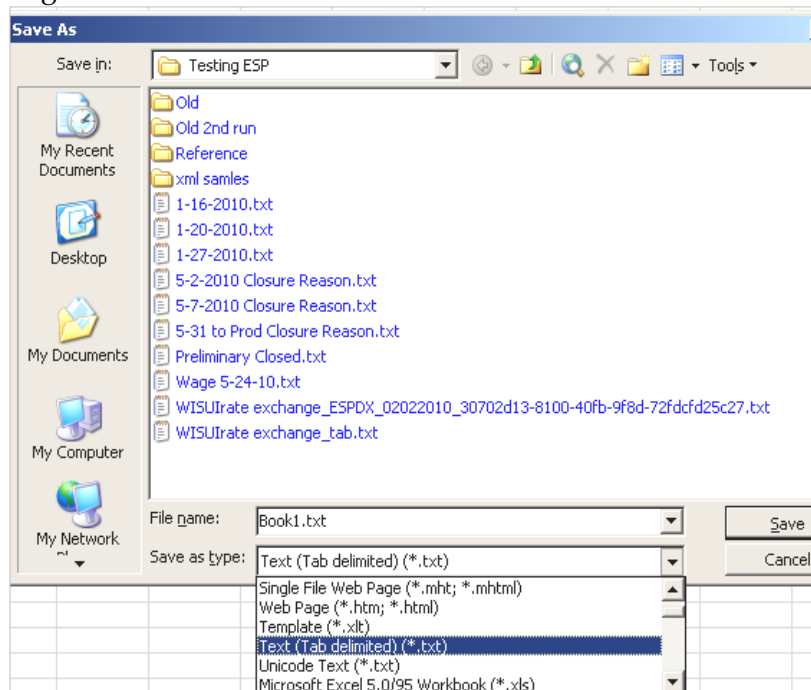 Save As
Save in:
Testing ESP
Tools
My Recent
Documents
Desktop
My Documents
My Computer
My Network
Old
Old 2nd run
Reference
xml samles
1-16-2010.txt
1-20-2010.txt
1-27-2010.txt
5-2-2010 Closure Reason.txt
5-7-2010 Closure Reason.txt
5-31 to Prod Closure Reason.txt
Preliminary Closed.txt
Wage 5-24-10.txt
WISUIrate exchange_ESPDX_02022010_30702d13-8100-40fb-9f8d-72fdcfd25c27.txt
WISUIrate exchange_tab.txt
File name:
Book1.txt
Save
Save as type:
Text (Tab delimited) (*.txt)
Cancel
Single File Web Page (*.mht; *.mhtml)
Web Page (*.htm; *.html)
Template (*.xlt)
Text (Tab delimited) (*.txt)
Unicode Text (*.txt)
Microsoft Excel 5.0/95 Workbook (*.xls)